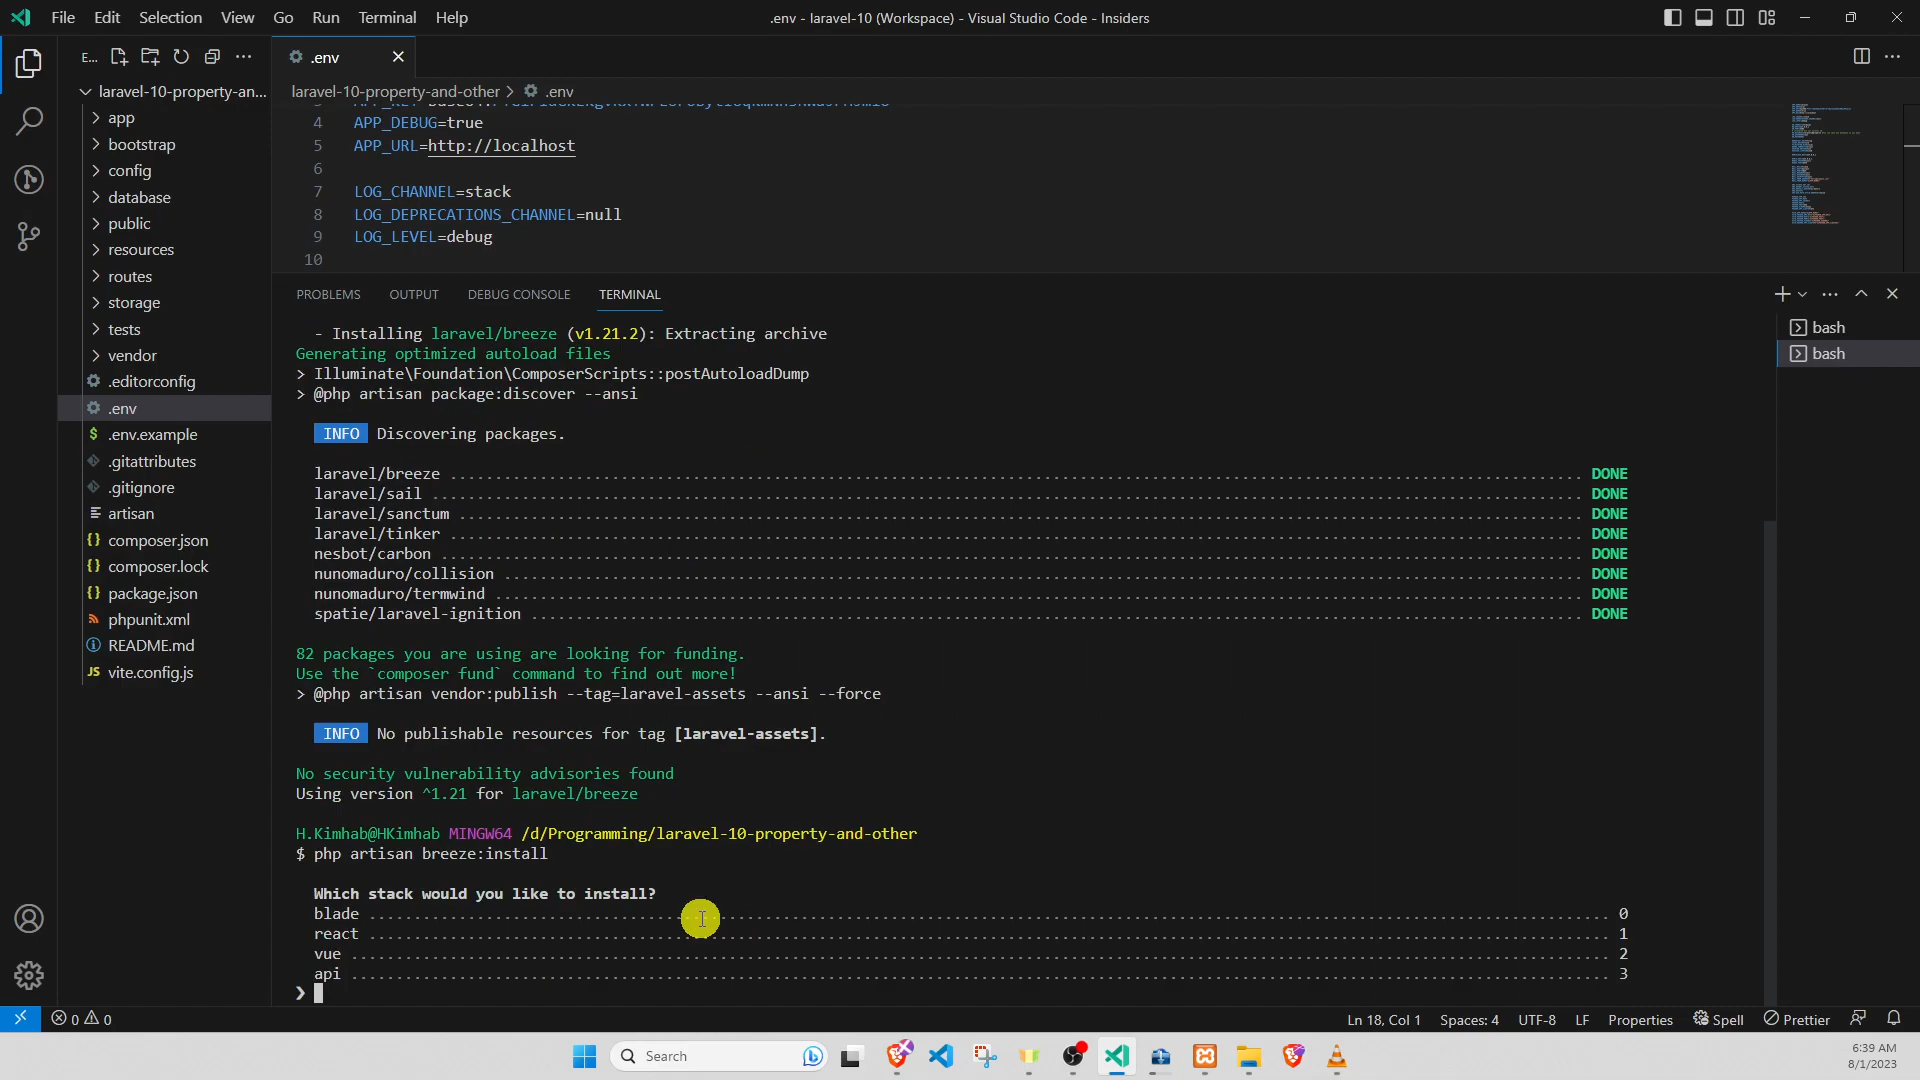 File Edit Selection View Go Run Terminal Help
.env - laravel-10 (Workspace) - Visual Studio Code - Insiders
E...
.env
laravel-10-property-an...
laravel-10-property-and-other > .env
app
bootstrap
config
database
public
resources
routes
storage
tests
vendor
.editorconfig
.env
.env.example
.gitattributes
.gitignore
artisan
composer.json
composer.lock
package.json
phpunit.xml
README.md
JS vite.config.js
4 APP_DEBUG=true
5 APP_URL=http://localhost
6
7 LOG_CHANNEL=stack
8 LOG_DEPRECATIONS_CHANNEL=null
9 LOG_LEVEL=debug
10
PROBLEMS OUTPUT DEBUG CONSOLE TERMINAL
bash
bash
- Installing laravel/breeze (v1.21.2): Extracting archive
Generating optimized autoload files
> Illuminate\Foundation\ComposerScripts::postAutoloadDump
> @php artisan package:discover --ansi
INFO Discovering packages.
laravel/breeze ... DONE
laravel/sail ... DONE
laravel/sanctum ... DONE
laravel/tinker ... DONE
nesbot/carbon ... DONE
nunomaduro/collision ... DONE
nunomaduro/termwind ... DONE
spatie/laravel-ignition ... DONE
82 packages you are using are looking for funding.
Use the `composer fund` command to find out more!
> @php artisan vendor:publish --tag=laravel-assets --ansi --force
INFO No publishable resources for tag [laravel-assets].
No security vulnerability advisories found
Using version ^1.21 for laravel/breeze
H.Kimhab@HKimhab MINGW64 /d/Programming/laravel-10-property-and-other
$ php artisan breeze:install
Which stack would you like to install?
blade ... 0
react ... 1
vue ... 2
api ... 3
❯
0 0
Ln 18, Col 1 Spaces: 4 UTF-8 LF Properties Spell Prettier
Search
6:39 AM
8/1/2023